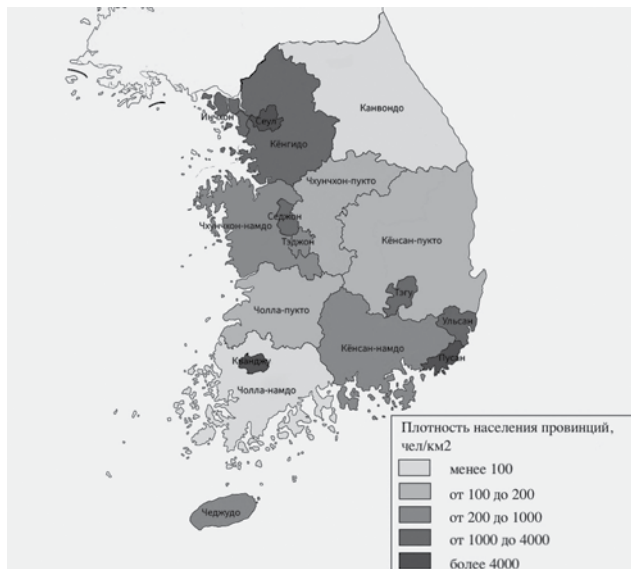 Канвондо
Инчхон
Сеул
Кёнгидо
Чхунчхон-пукто
Седжон
Чхунчхон-намдо
Тэджон
Кёнсан-пукто
Тэгу
Чолла-пукто
Ульсан
Кёнсан-намдо
Пусан
Кванджу
Чолла-намдо
Чеджудо
Плотность населения провинций,
чел/км2
менее 100
от 100 до 200
от 200 до 1000
от 1000 до 4000
более 4000